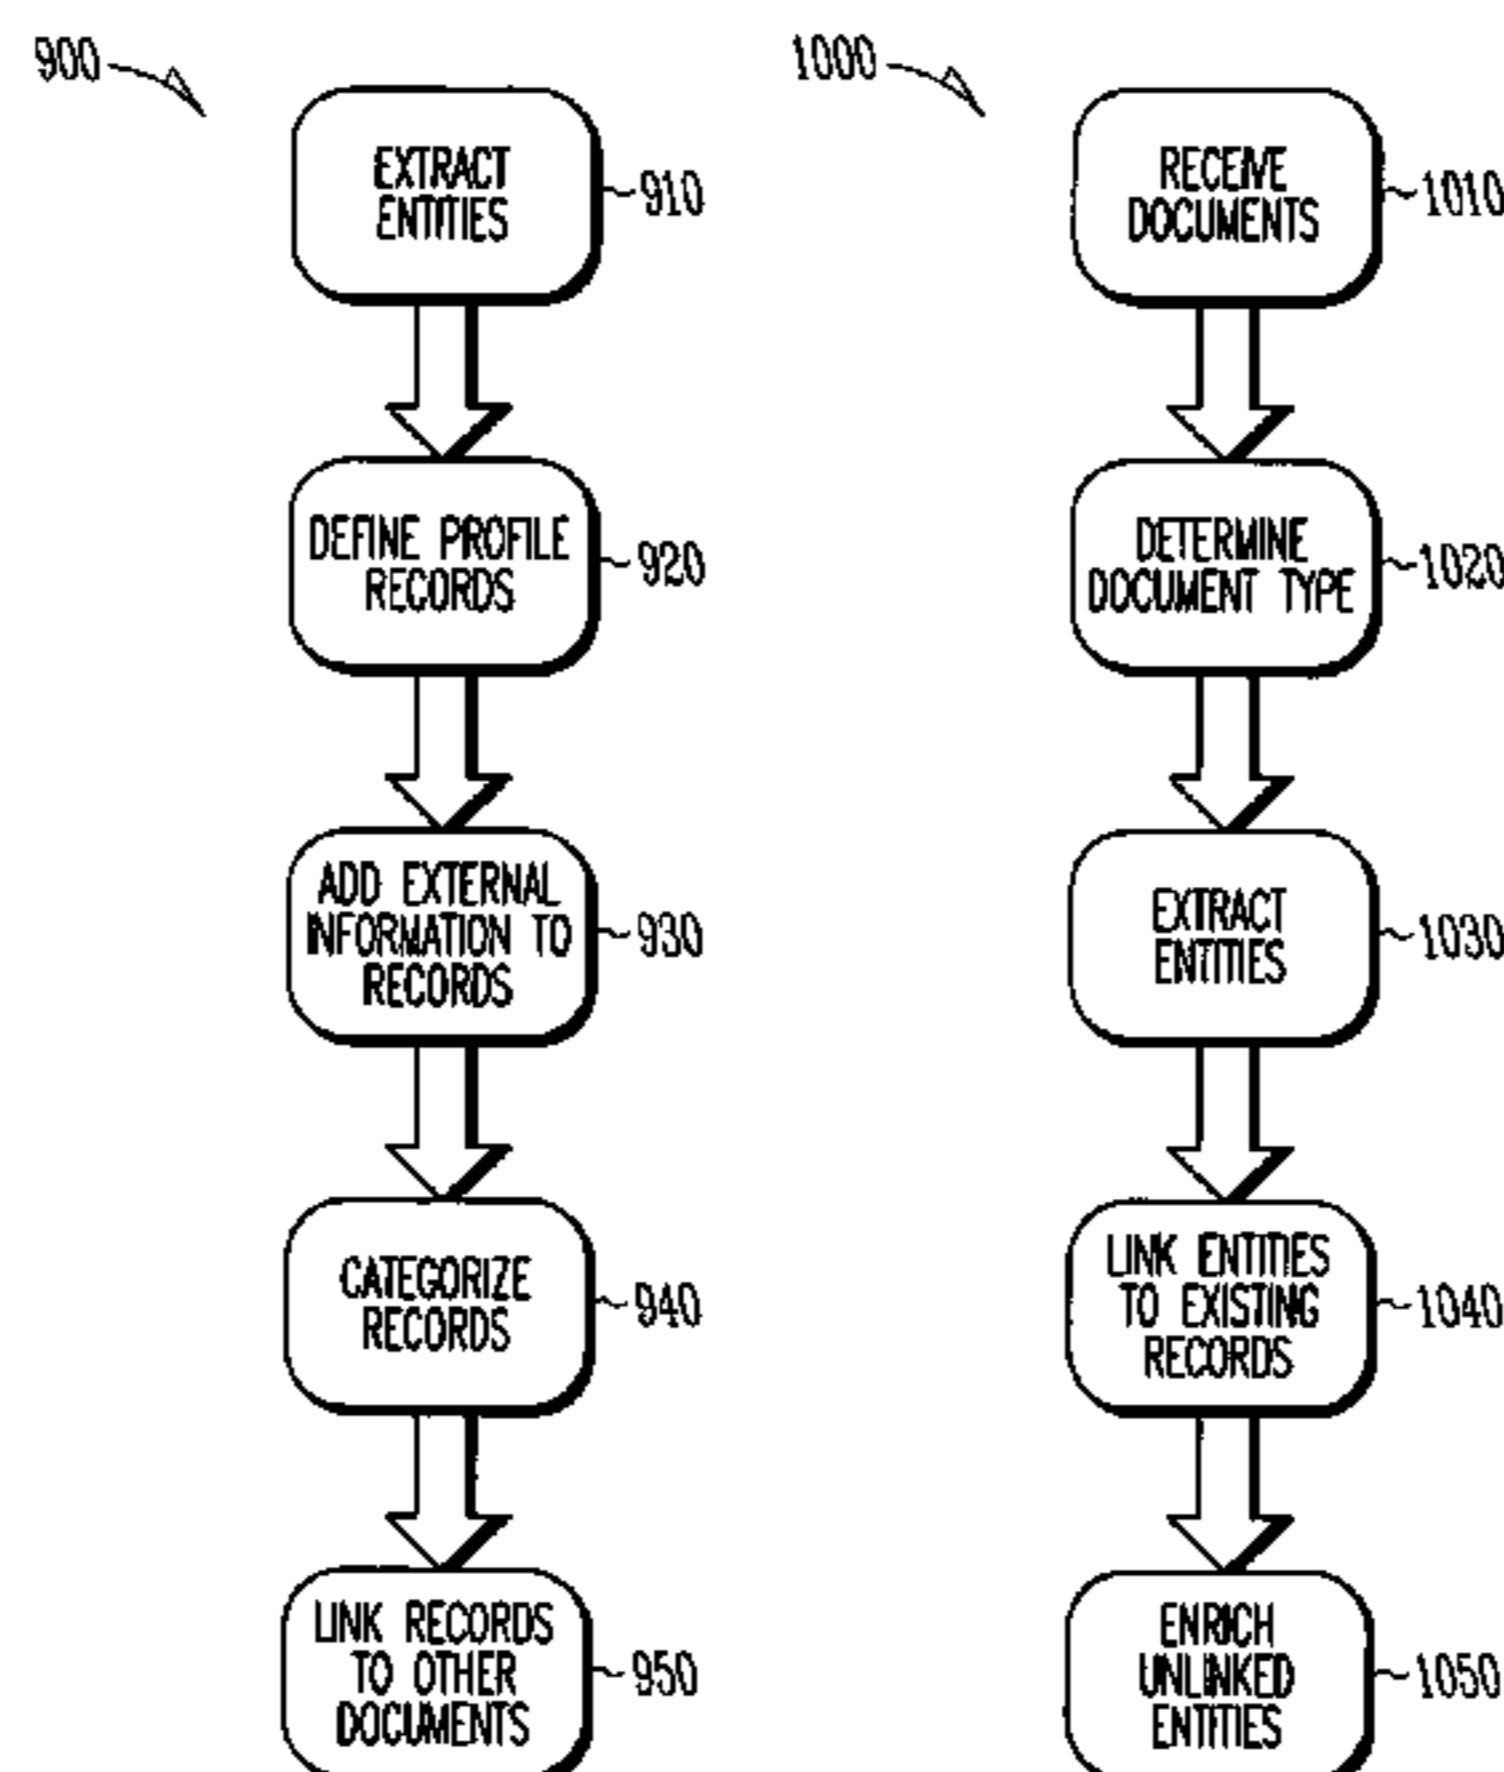 900
EXTRACT
ENTITIES
910
DEFINE PROFILE
RECORDS
920
ADD EXTERNAL
INFORMATION TO
RECORDS
930
CATEGORIZE
RECORDS
940
LINK RECORDS
TO OTHER
DOCUMENTS
950
1000
RECEIVE
DOCUMENTS
1010
DETERMINE
DOCUMENT TYPE
1020
EXTRACT
ENTITIES
1030
LINK ENTITIES
TO EXISTING
RECORDS
1040
ENRICH
UNLINKED
ENTITIES
1050